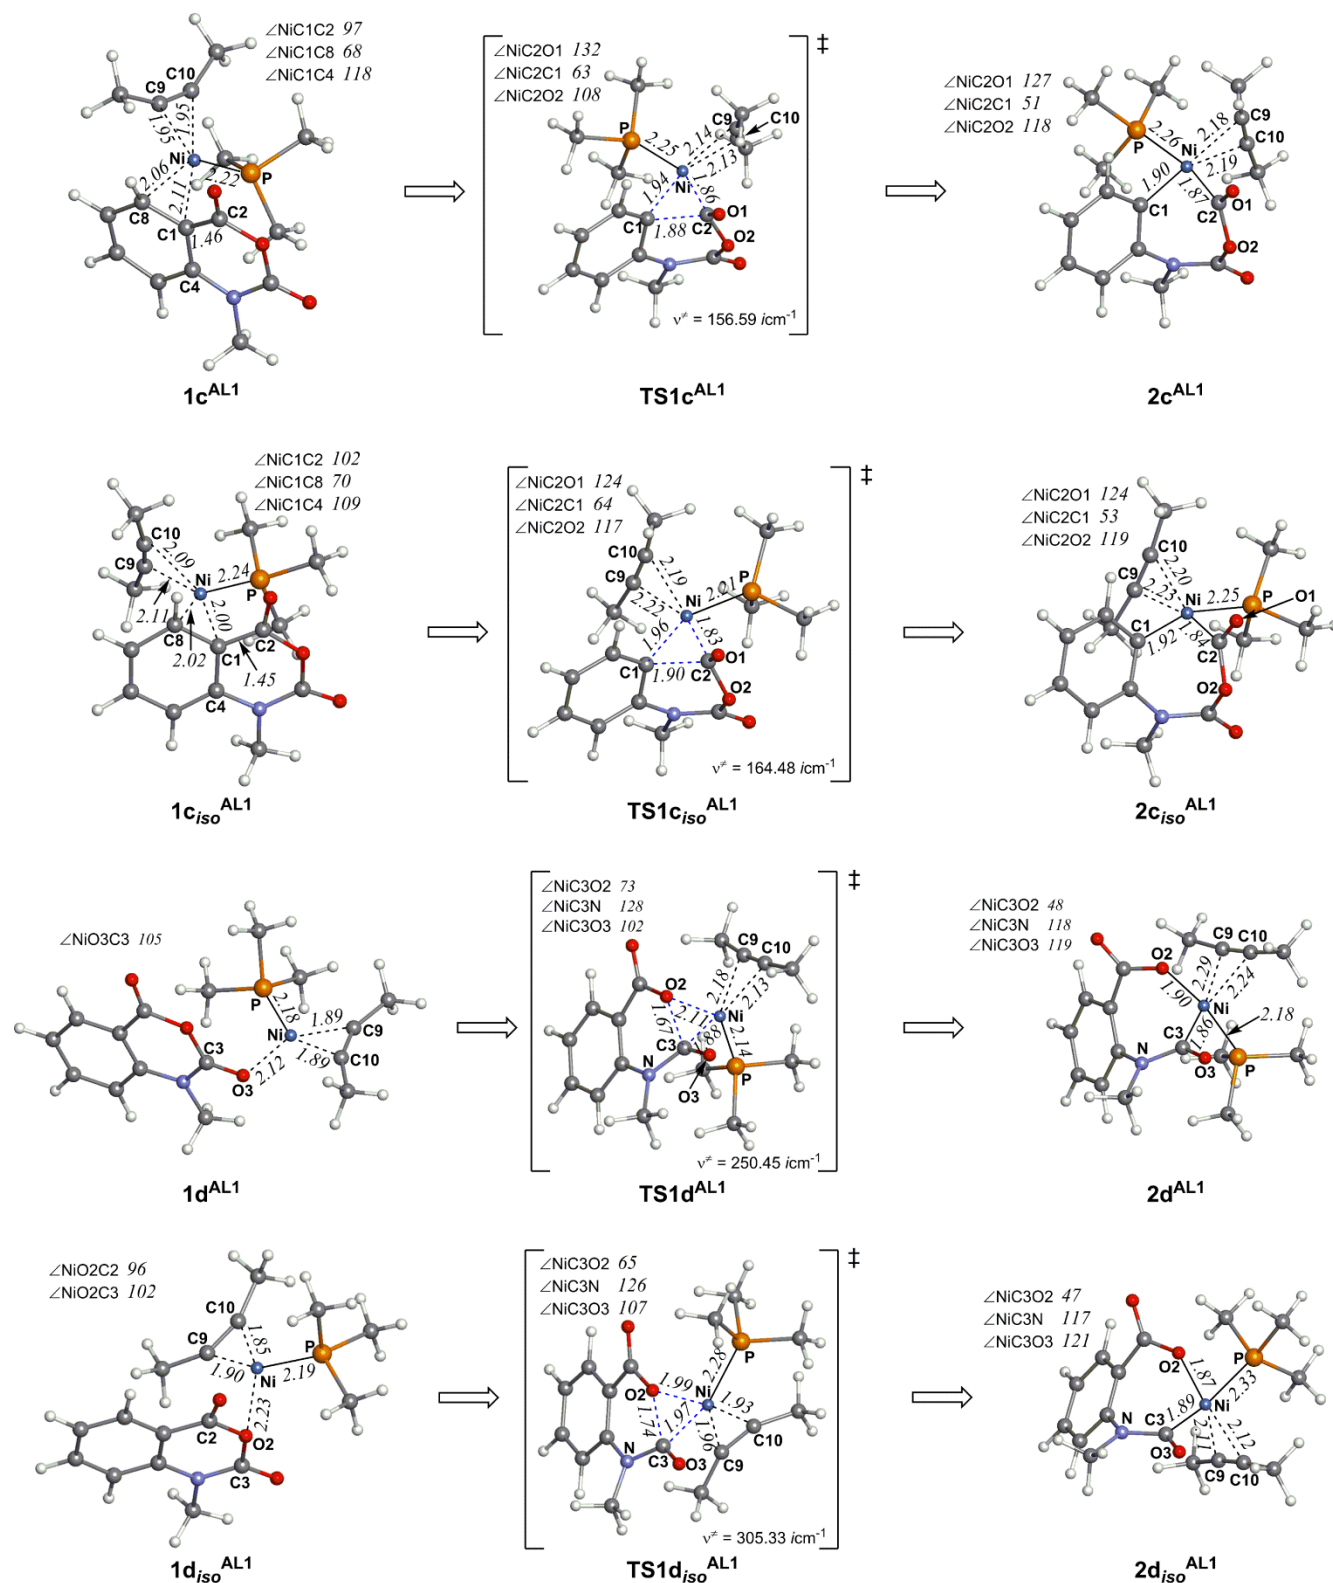 ∠NiC1C2 97
∠NiC1C8 68
∠NiC1C4 118
C10
C9
1.95
1.95
Ni
2.06
2.11
2.22
P
C8
C2
C1
1.46
C4
1c^AL1
∠NiC2O1 132
∠NiC2C1 63
∠NiC2O2 108
‡
P
2.25
2.14
C9
C10
2.13
Ni
1.94
1.86
O1
C1
1.88
C2
O2
ν≠ = 156.59 icm-1
TS1c^AL1
∠NiC2O1 127
∠NiC2C1 51
∠NiC2O2 118
P
2.26
2.18
C9
C10
Ni
2.19
1.90
1.87
C1
C2
O1
O2
2c^AL1
∠NiC1C2 102
∠NiC1C8 70
∠NiC1C4 109
C10
C9
2.09
Ni
2.24
P
2.11
2.00
C8
C1
C2
2.02
1.45
C4
1c_iso^AL1
∠NiC2O1 124
∠NiC2C1 64
∠NiC2O2 117
‡
C10
C9
2.19
2.21
P
2.22
Ni
1.96
1.83
O1
C1
1.90
C2
O2
ν≠ = 164.48 icm-1
TS1c_iso^AL1
∠NiC2O1 124
∠NiC2C1 53
∠NiC2O2 119
C10
2.20
C9
2.23
Ni
2.25
P
O1
C1
1.92
1.84
C2
O2
2c_iso^AL1
∠NiO3C3 105
P
2.18
Ni
1.89
C9
C3
1.89
C10
O3
2.12
1d^AL1
∠NiC3O2 73
∠NiC3N 128
∠NiC3O3 102
‡
C9
C10
O2
2.18
2.13
2.11
Ni
1.67
1.88
2.14
C3
N
P
O3
ν≠ = 250.45 icm-1
TS1d^AL1
∠NiC3O2 48
∠NiC3N 118
∠NiC3O3 119
C9
C10
O2
2.29
2.24
1.90
Ni
C3
1.86
2.18
N
O3
P
2d^AL1
∠NiO2C2 96
∠NiO2C3 102
C10
C9
1.85
P
1.90
Ni
2.19
2.23
C2
O2
C3
1d_iso^AL1
∠NiC3O2 65
∠NiC3N 126
∠NiC3O3 107
‡
P
2.28
O2
1.99
Ni
1.93
1.74
1.97
1.96
C10
N
C3
O3
C9
ν≠ = 305.33 icm-1
TS1d_iso^AL1
∠NiC3O2 47
∠NiC3N 117
∠NiC3O3 121
O2
P
1.87
2.33
Ni
N
C3
1.89
O3
2.11
2.12
C9
C10
2d_iso^AL1